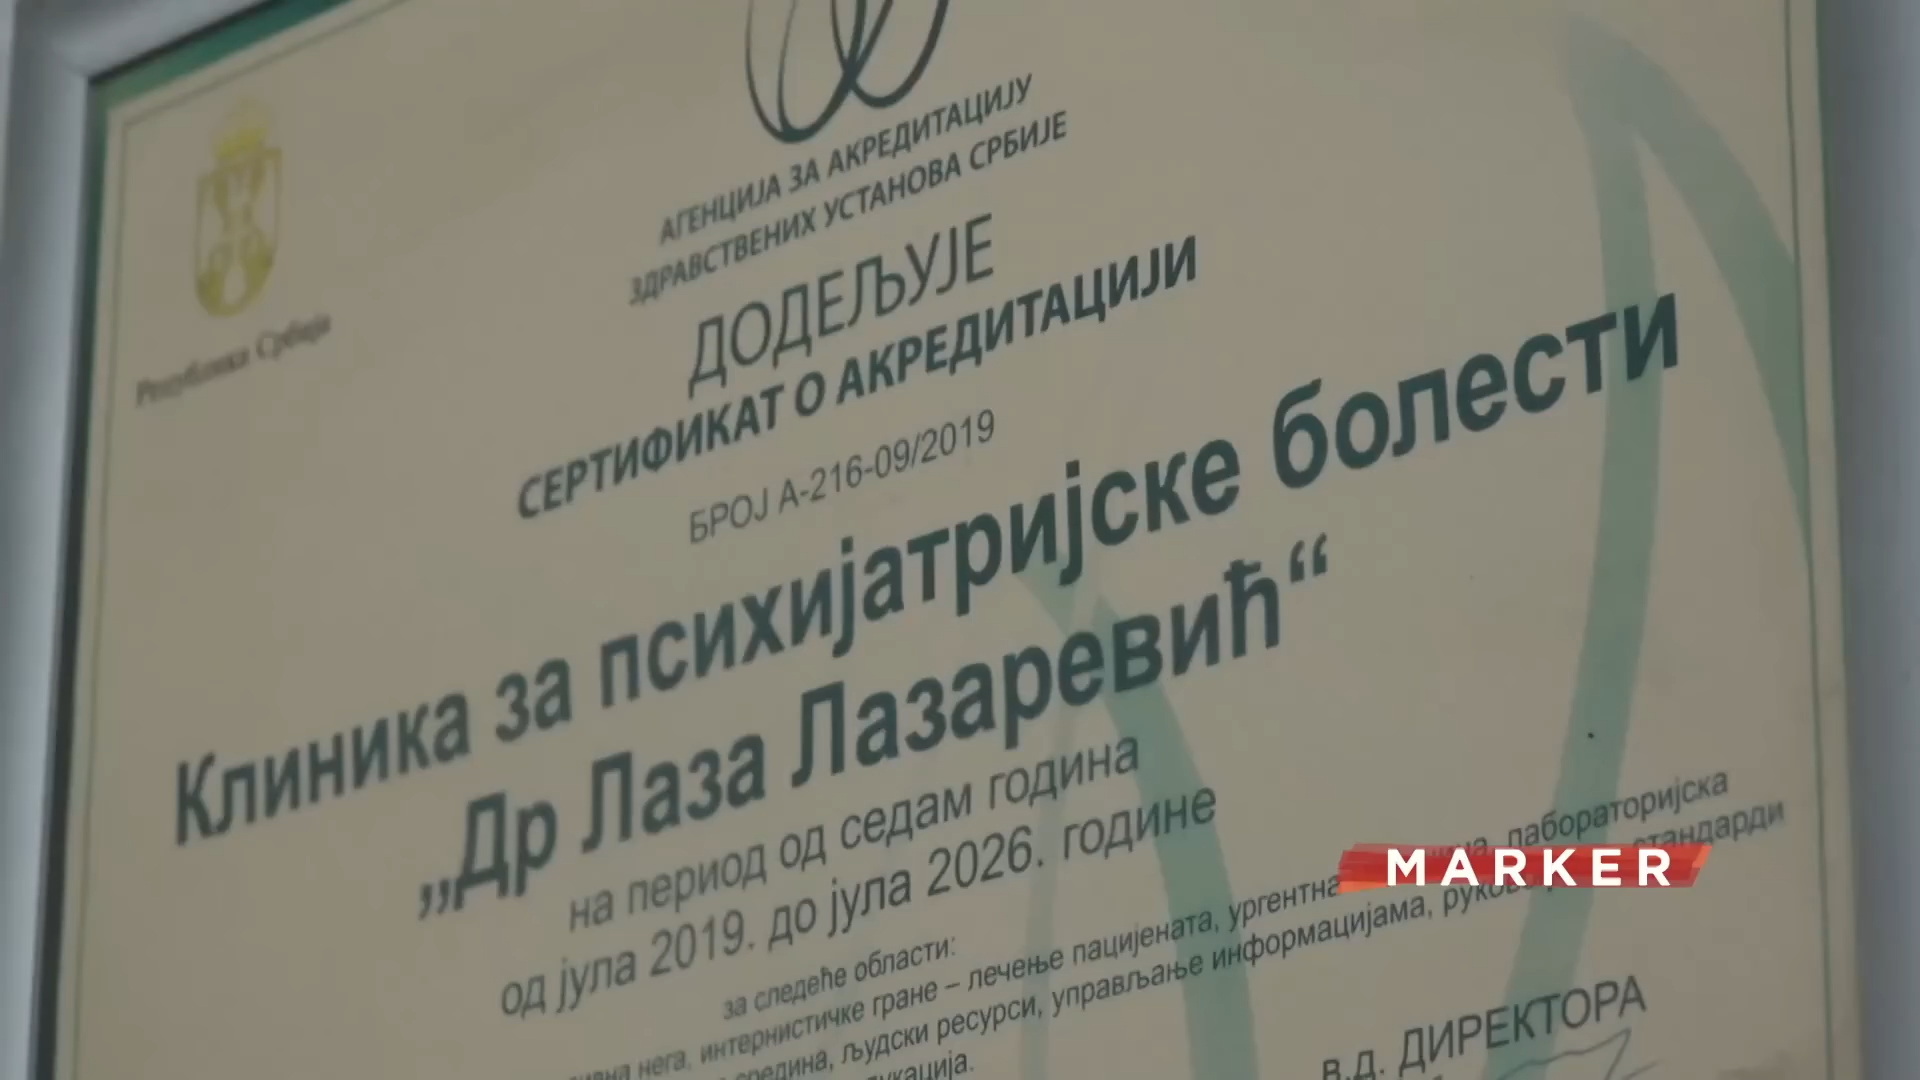 Република Србија
АГЕНЦИЈА ЗА АКРЕДИТАЦИЈУ
ЗДРАВСТВЕНИХ УСТАНОВА СРБИЈЕ
ДОДЕЉУЈЕ
СЕРТИФИКАТ О АКРЕДИТАЦИЈИ
БРОЈ А-216-09/2019
Клиника за психијатријске болести
„Др Лаза Лазаревић“
на период од седам година
од јула 2019. до јула 2026. године
за следеће области:
нега, интернистичке гране – лечење пацијената, ургентна лабораторијска
средина, људски ресурси, управљање информацијама, стандарди
MARKER
в.д. ДИРЕКТОРА